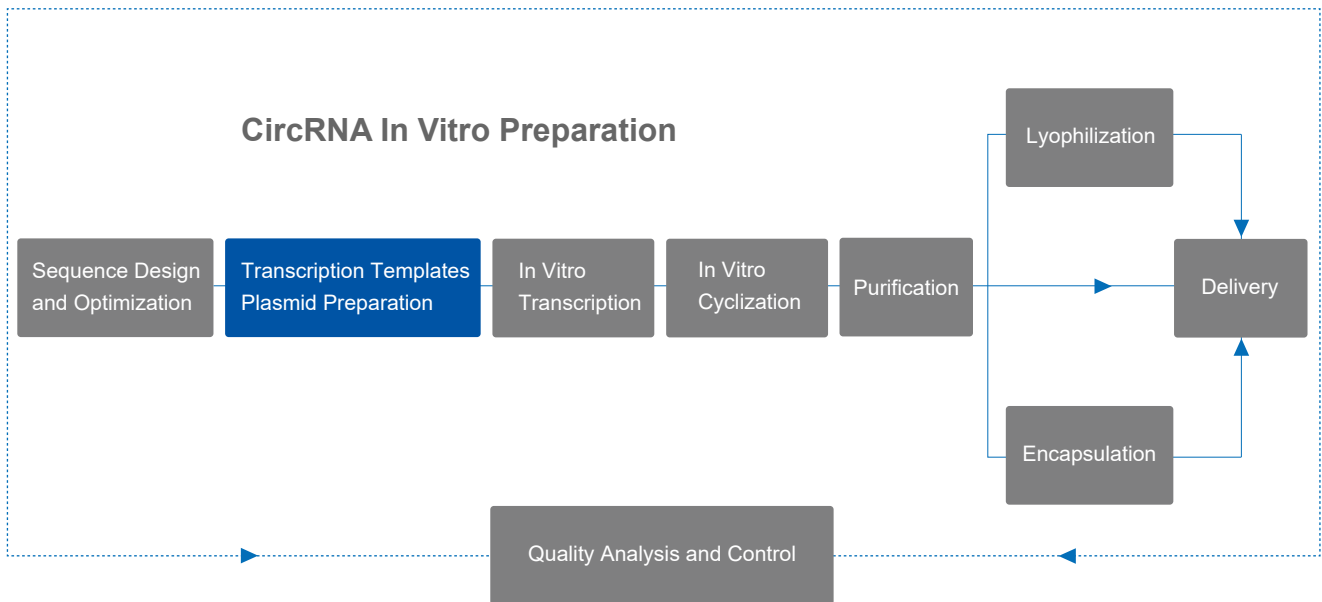 CircRNA In Vitro Preparation
Lyophilization
Sequence Design
and Optimization
Transcription Templates
Plasmid Preparation
In Vitro
Transcription
In Vitro
Cyclization
Purification
Delivery
Encapsulation
Quality Analysis and Control